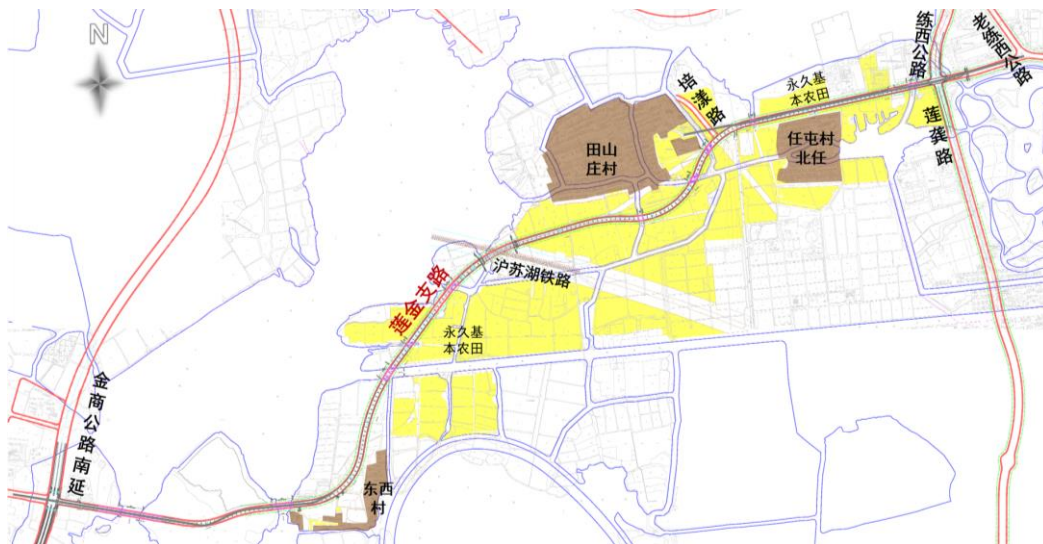 N
练西公路
老练西公路
培漾路
永久基
本农田
田山
庄村
任屯村
北任
莲龚路
沪苏湖铁路
莲金支路
永久基
本农田
金商公路南延
东西
村